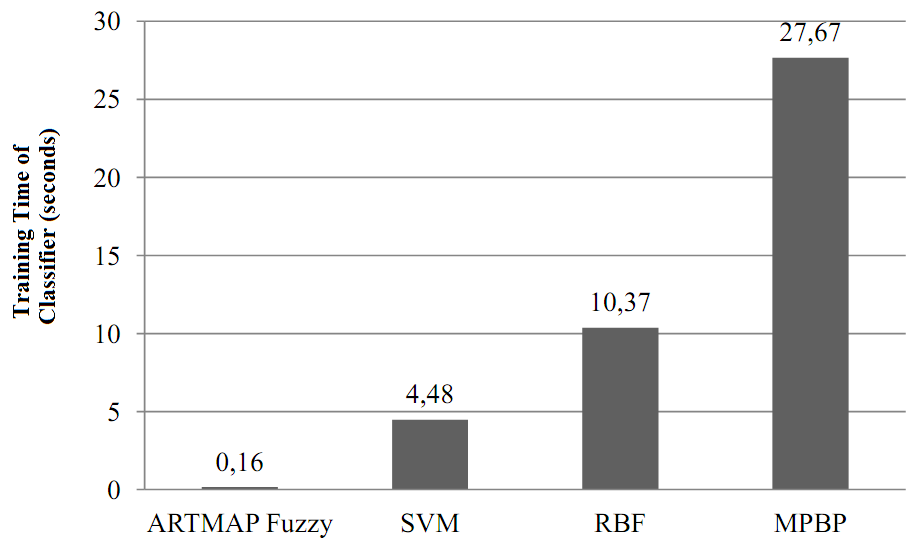 30
25
20
15
10
5
0
Training Time of
Classifier (seconds)
0,16
4,48
10,37
27,67
ARTMAP Fuzzy
SVM
RBF
MPBP